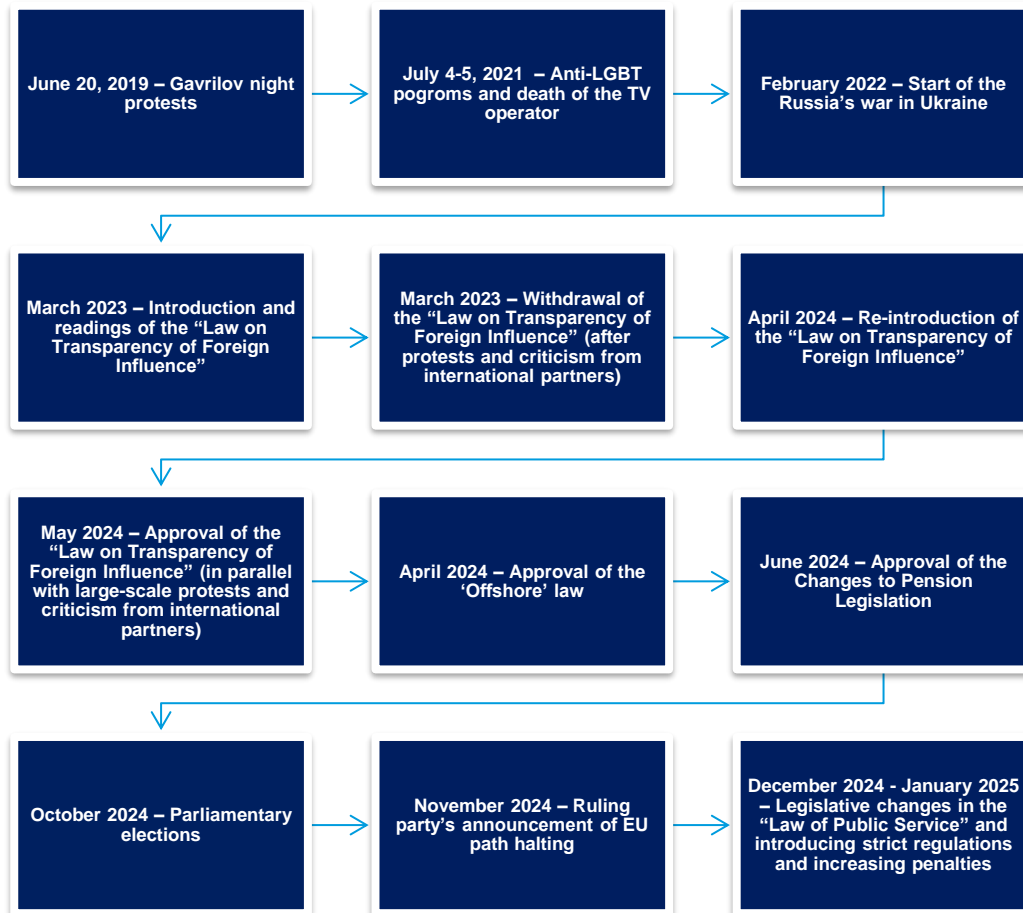 June 20, 2019 – Gavrilov night
protests
July 4-5, 2021 – Anti-LGBT
pogroms and death of the TV
operator
February 2022 – Start of the
Russia's war in Ukraine
March 2023 – Introduction and
readings of the “Law on
Transparency of Foreign
Influence”
March 2023 – Withdrawal of
the “Law on Transparency of
Foreign Influence” (after
protests and criticism from
international partners)
April 2024 – Re-introduction of
the “Law on Transparency of
Foreign Influence”
May 2024 – Approval of the
“Law on Transparency of
Foreign Influence” (in parallel
with large-scale protests and
criticism from international
partners)
April 2024 – Approval of the
‘Offshore’ law
June 2024 – Approval of the
Changes to Pension
Legislation
October 2024 – Parliamentary
elections
November 2024 – Ruling
party’s announcement of EU
path halting
December 2024 - January 2025
– Legislative changes in the
“Law of Public Service” and
introducing strict regulations
and increasing penalties